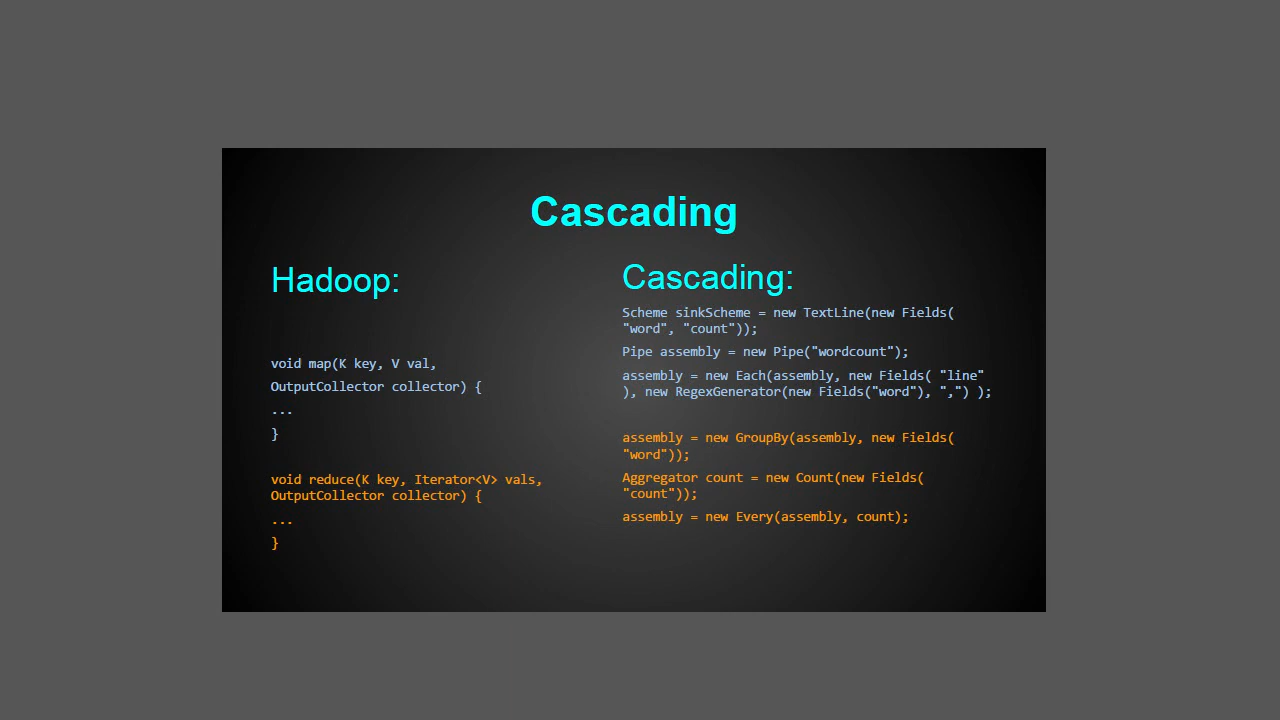 Cascading
Hadoop:
void map(K key, V val,
OutputCollector collector) {
...
}
void reduce(K key, Iterator<V> vals,
OutputCollector collector) {
...
}
Cascading:
Scheme sinkScheme = new TextLine(new Fields(
"word", "count"));
Pipe assembly = new Pipe("wordcount");
assembly = new Each(assembly, new Fields( "line"
), new RegexGenerator(new Fields("word"), ",") );
assembly = new GroupBy(assembly, new Fields(
"word"));
Aggregator count = new Count(new Fields(
"count"));
assembly = new Every(assembly, count);